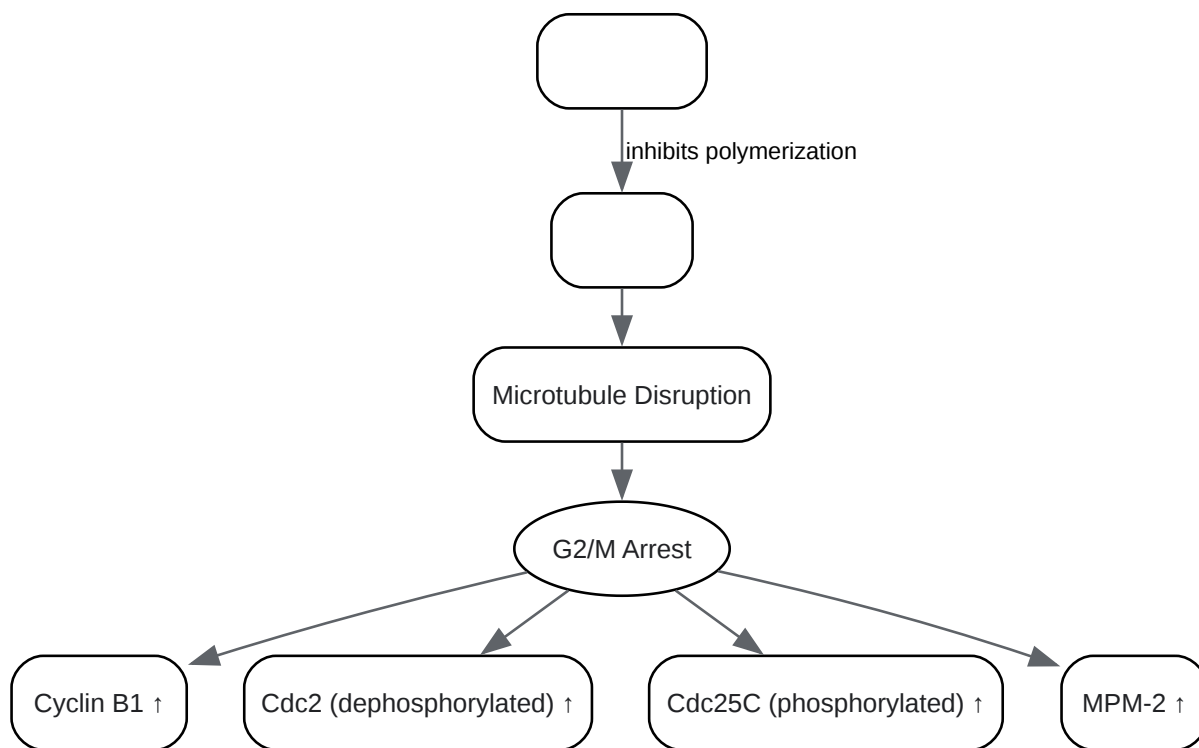 inhibits polymerization
Microtubule Disruption
G2/M Arrest
Cyclin B1 ↑
Cdc2 (dephosphorylated) ↑
Cdc25C (phosphorylated) ↑
MPM-2 ↑